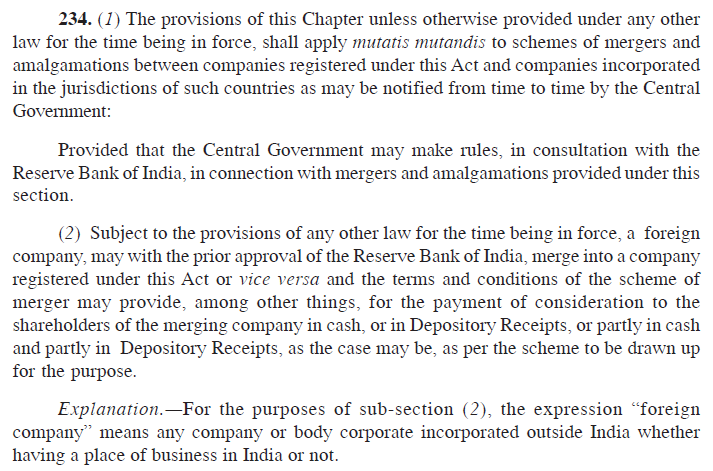 234. (1) The provisions of this Chapter unless otherwise provided under any other
law for the time being in force, shall apply mutatis mutandis to schemes of mergers and
amalgamations between companies registered under this Act and companies incorporated
in the jurisdictions of such countries as may be notified from time to time by the Central
Government:
Provided that the Central Government may make rules, in consultation with the
Reserve Bank of India, in connection with mergers and amalgamations provided under this
section.
(2) Subject to the provisions of any other law for the time being in force, a foreign
company, may with the prior approval of the Reserve Bank of India, merge into a company
registered under this Act or vice versa and the terms and conditions of the scheme of
merger may provide, among other things, for the payment of consideration to the
shareholders of the merging company in cash, or in Depository Receipts, or partly in cash
and partly in Depository Receipts, as the case may be, as per the scheme to be drawn up
for the purpose.
Explanation.—For the purposes of sub-section (2), the expression “foreign
company” means any company or body corporate incorporated outside India whether
having a place of business in India or not.